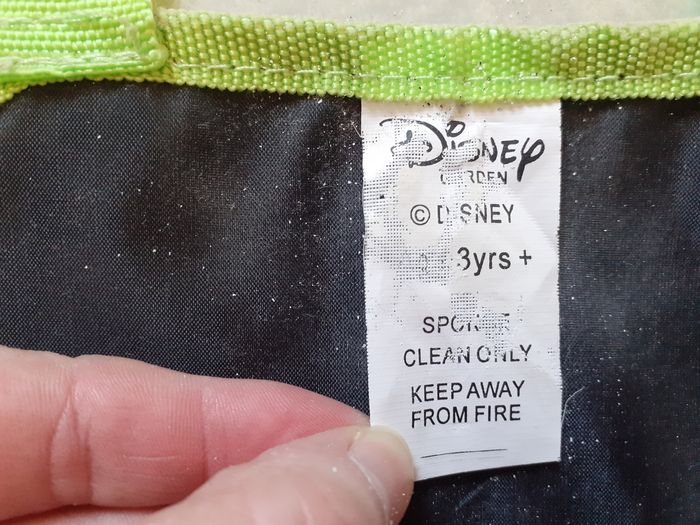 Disney
GARDEN
© DISNEY
3yrs +
SPONGE
CLEAN ONLY
KEEP AWAY
FROM FIRE